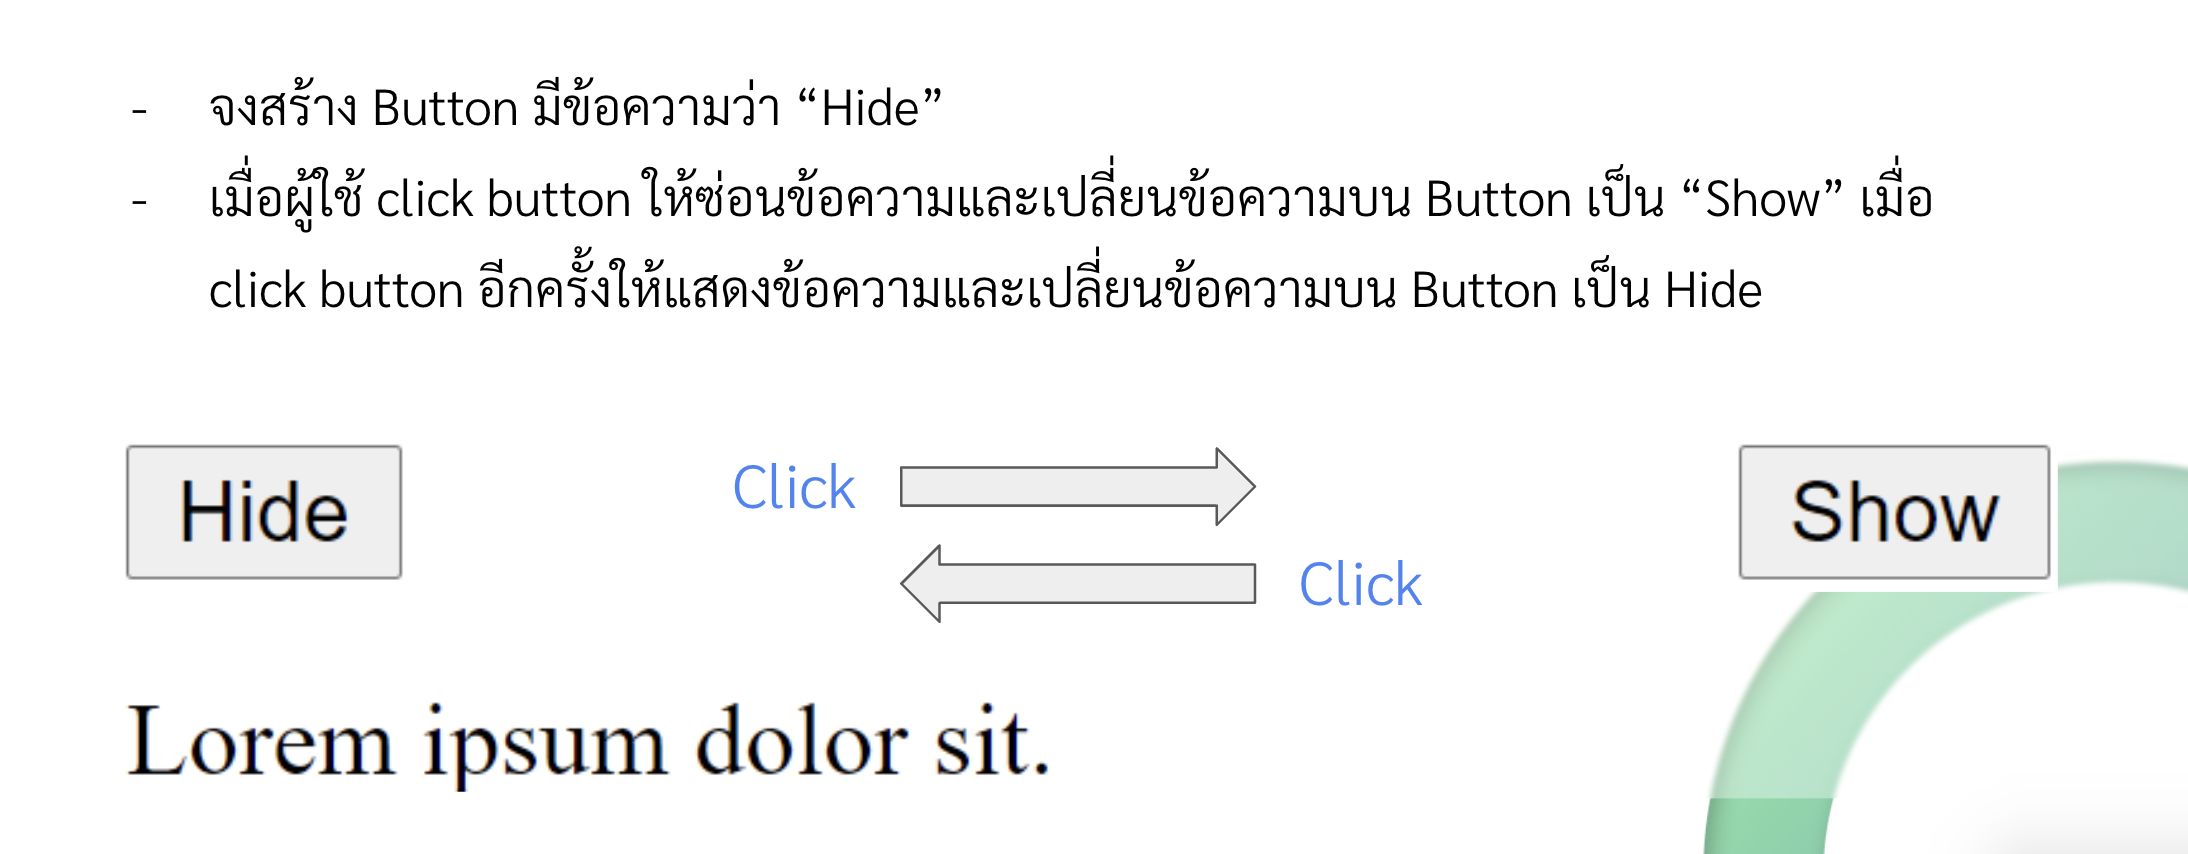 - จงสร้าง Button มีข้อความว่า “Hide”
- เมื่อผู้ใช้ click button ให้ซ่อนข้อความและเปลี่ยนข้อความบน Button เป็น “Show” เมื่อ
click button อีกครั้งให้แสดงข้อความและเปลี่ยนข้อความบน Button เป็น Hide
Hide Click Show
Click
Lorem ipsum dolor sit.